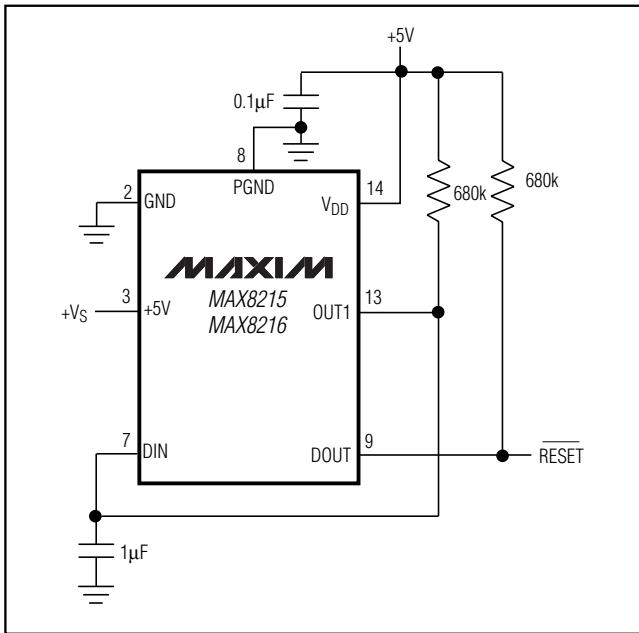 +5V
0.1µF
8
PGND
14
VDD
680k
680k
2
GND
MAXIM
MAX8215
MAX8216
3
+VS
+5V
13
OUT1
7
DIN
9
DOUT
RESET
1µF